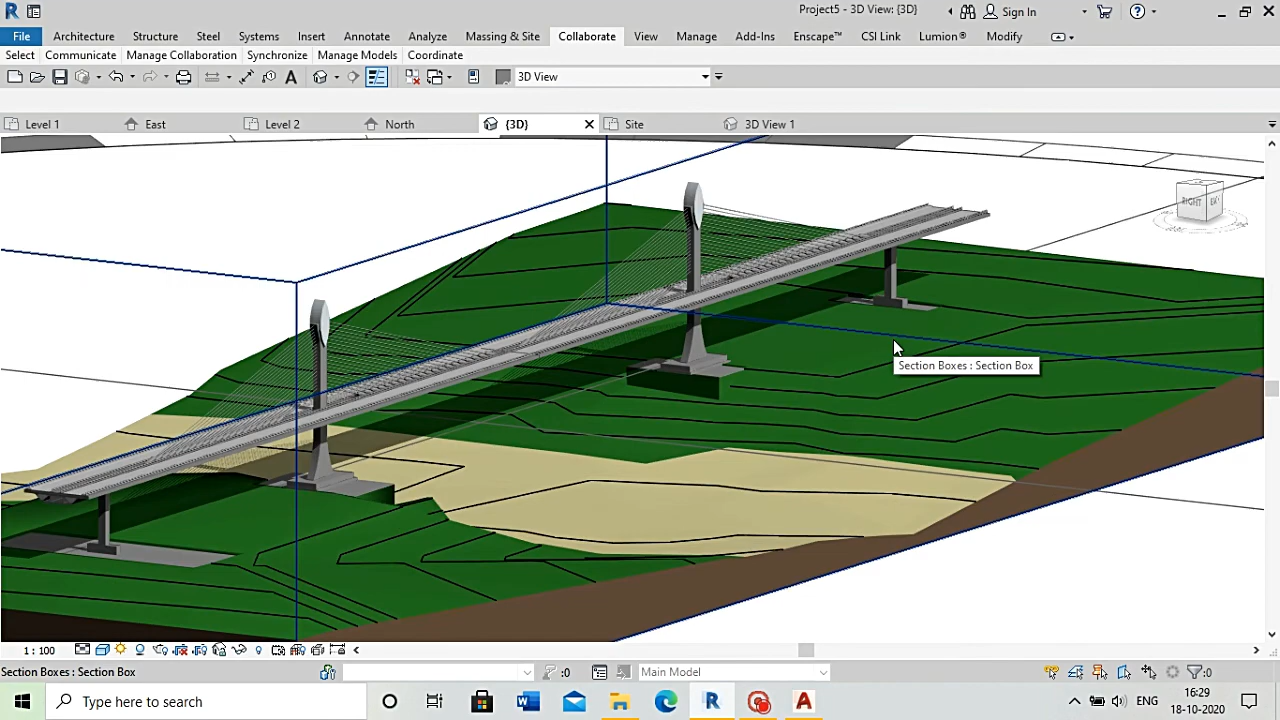 Project5 - 3D View: {3D}
Sign In
File Architecture Structure Steel Systems Insert Annotate Analyze Massing & Site Collaborate View Manage Add-Ins Enscape™ CSI Link Lumion® Modify
Select Communicate Manage Collaboration Synchronize Manage Models Coordinate
3D View
Level 1 East Level 2 North {3D} Site 3D View 1
RIGHT
Section Boxes : Section Box
1 : 100
Section Boxes : Section Box
:0
Main Model
:0
Type here to search
ENG
16:29
18-10-2020